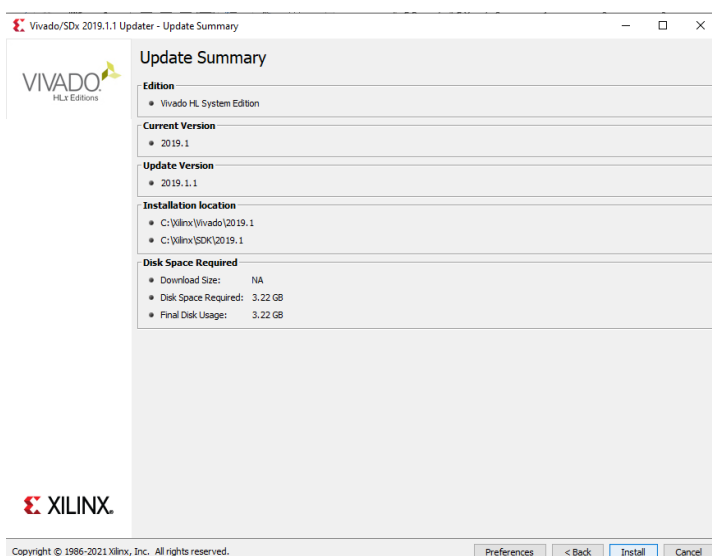 Vivado/SDx 2019.1.1 Updater - Update Summary
VIVADO.
HLx Editions
Update Summary
Edition
Vivado HL System Edition
Current Version
2019.1
Update Version
2019.1.1
Installation location
C:\Xilinx\Vivado\2019.1
C:\Xilinx\SDK\2019.1
Disk Space Required
Download Size: NA
Disk Space Required: 3.22 GB
Final Disk Usage: 3.22 GB
XILINX.
Copyright © 1986-2021 Xilinx, Inc. All rights reserved.
Preferences < Back Install Cancel